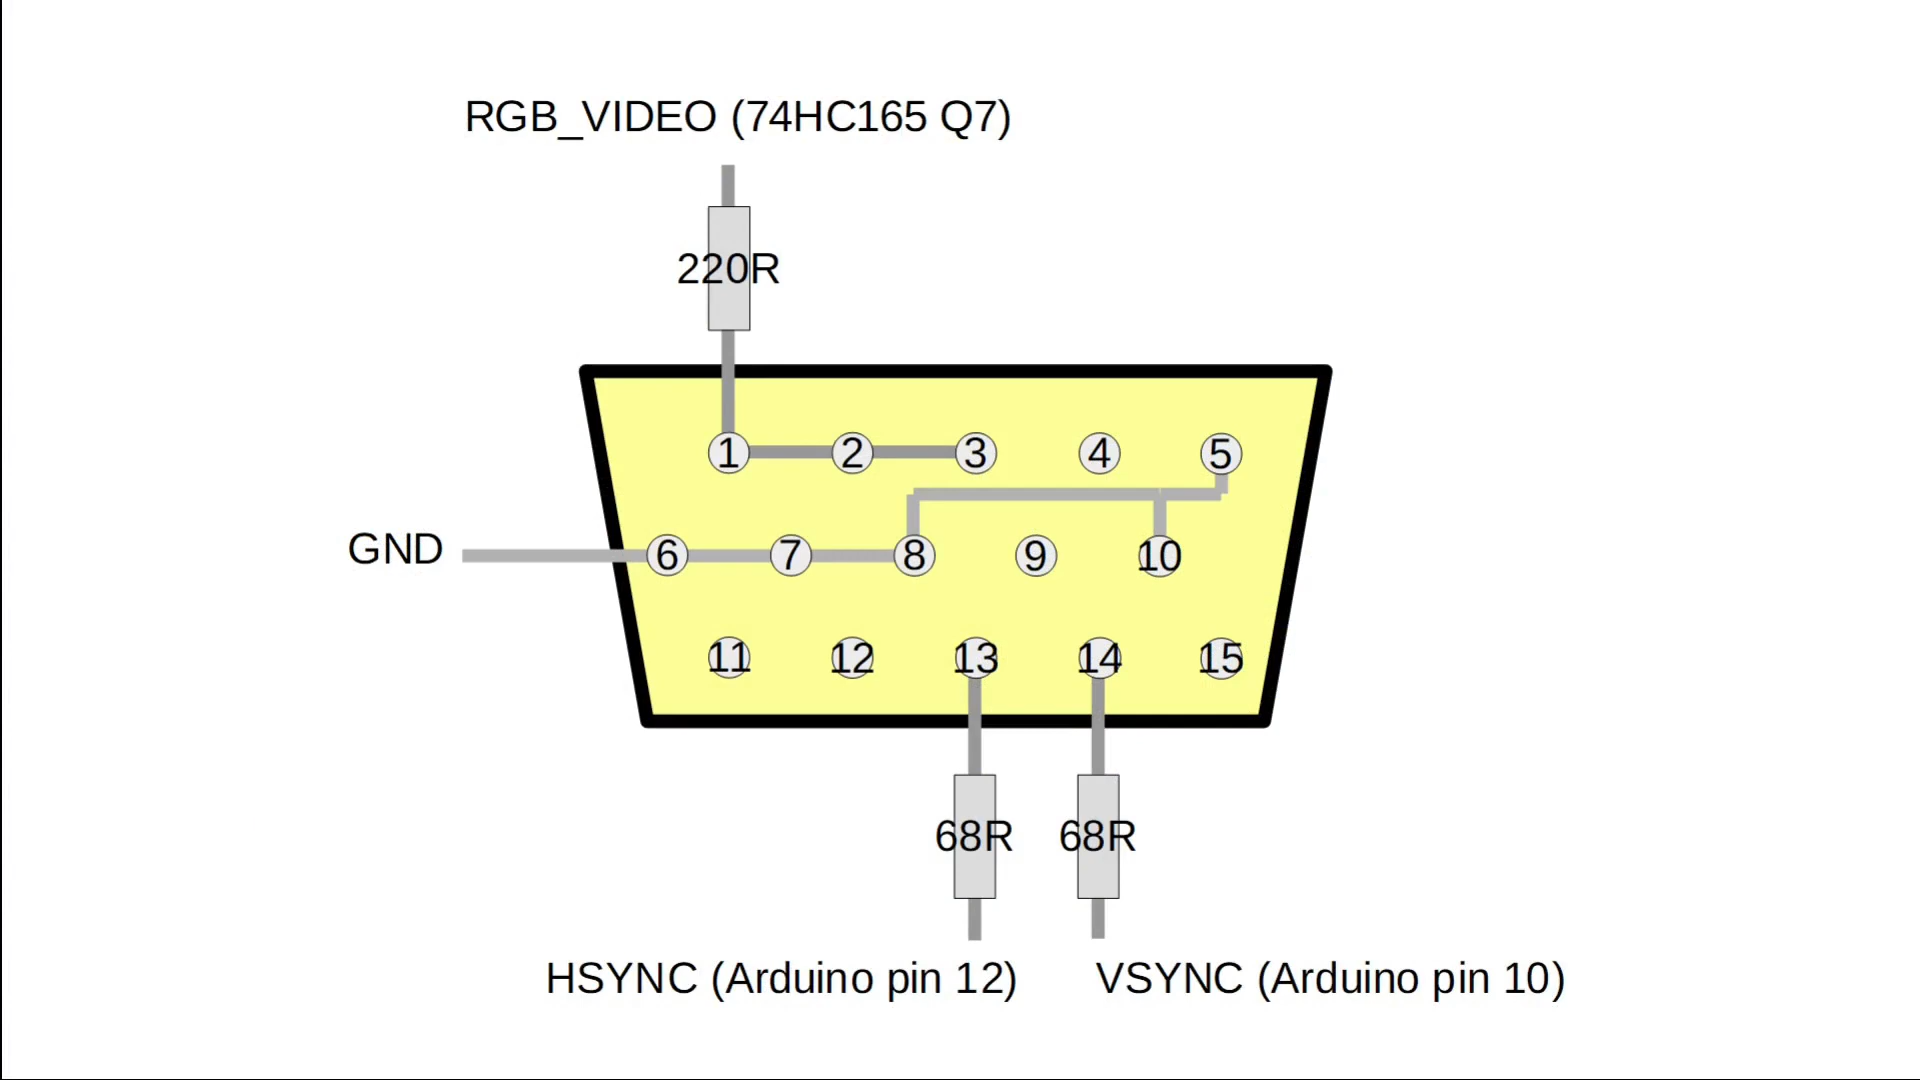 RGB_VIDEO (74HC165 Q7)
220R
1 2 3 4 5
GND 6 7 8 9 10
11 12 13 14 15
68R 68R
HSYNC (Arduino pin 12) VSYNC (Arduino pin 10)